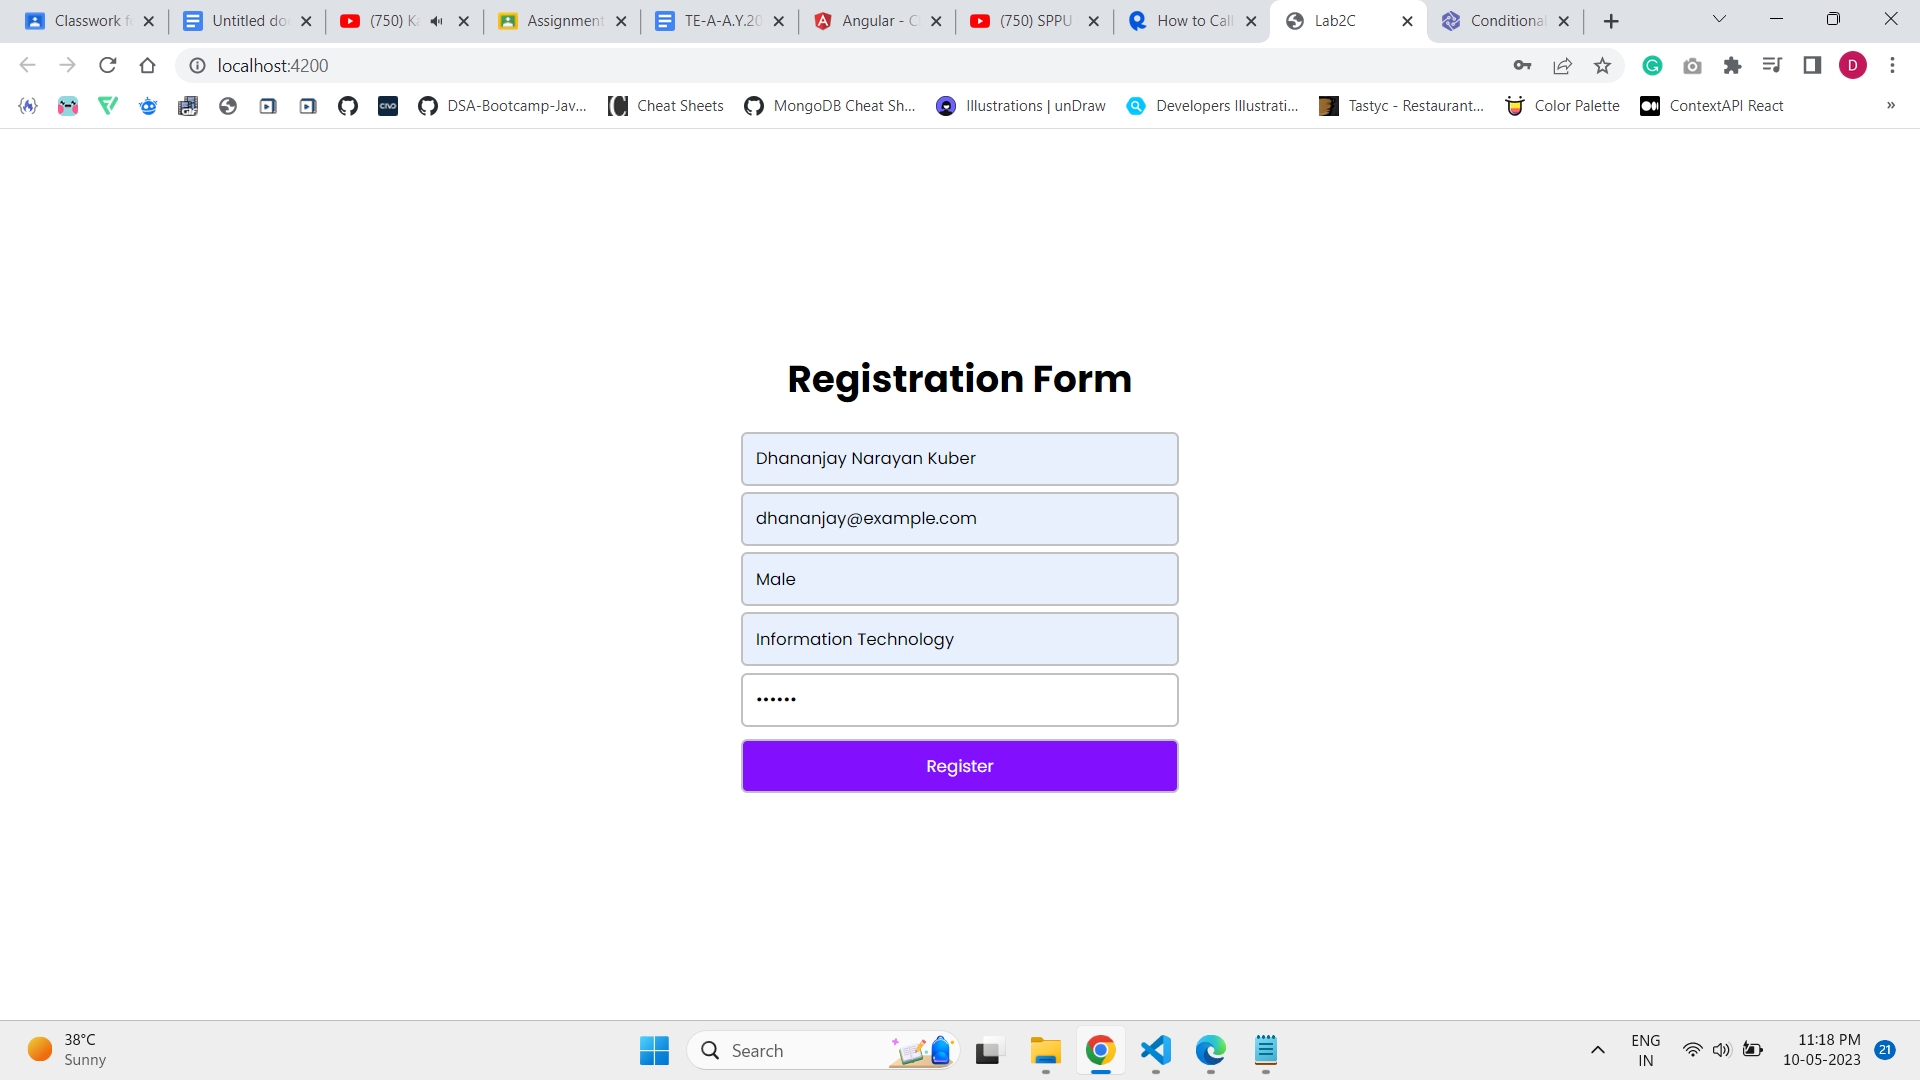 Classwork f
Untitled do
(750) Ka
Assignment
TE-A-A.Y.20
Angular - C
(750) SPPU
How to Call
Lab2C
Conditional
localhost:4200
D
CIVO
DSA-Bootcamp-Jav...
Cheat Sheets
MongoDB Cheat Sh...
Illustrations | unDraw
Developers Illustrati...
Tastyc - Restaurant...
Color Palette
ContextAPI React
»
Registration Form
Dhananjay Narayan Kuber
dhananjay@example.com
Male
Information Technology
••••••
Register
38°C
Sunny
Search
ENG
IN
11:18 PM
10-05-2023
21